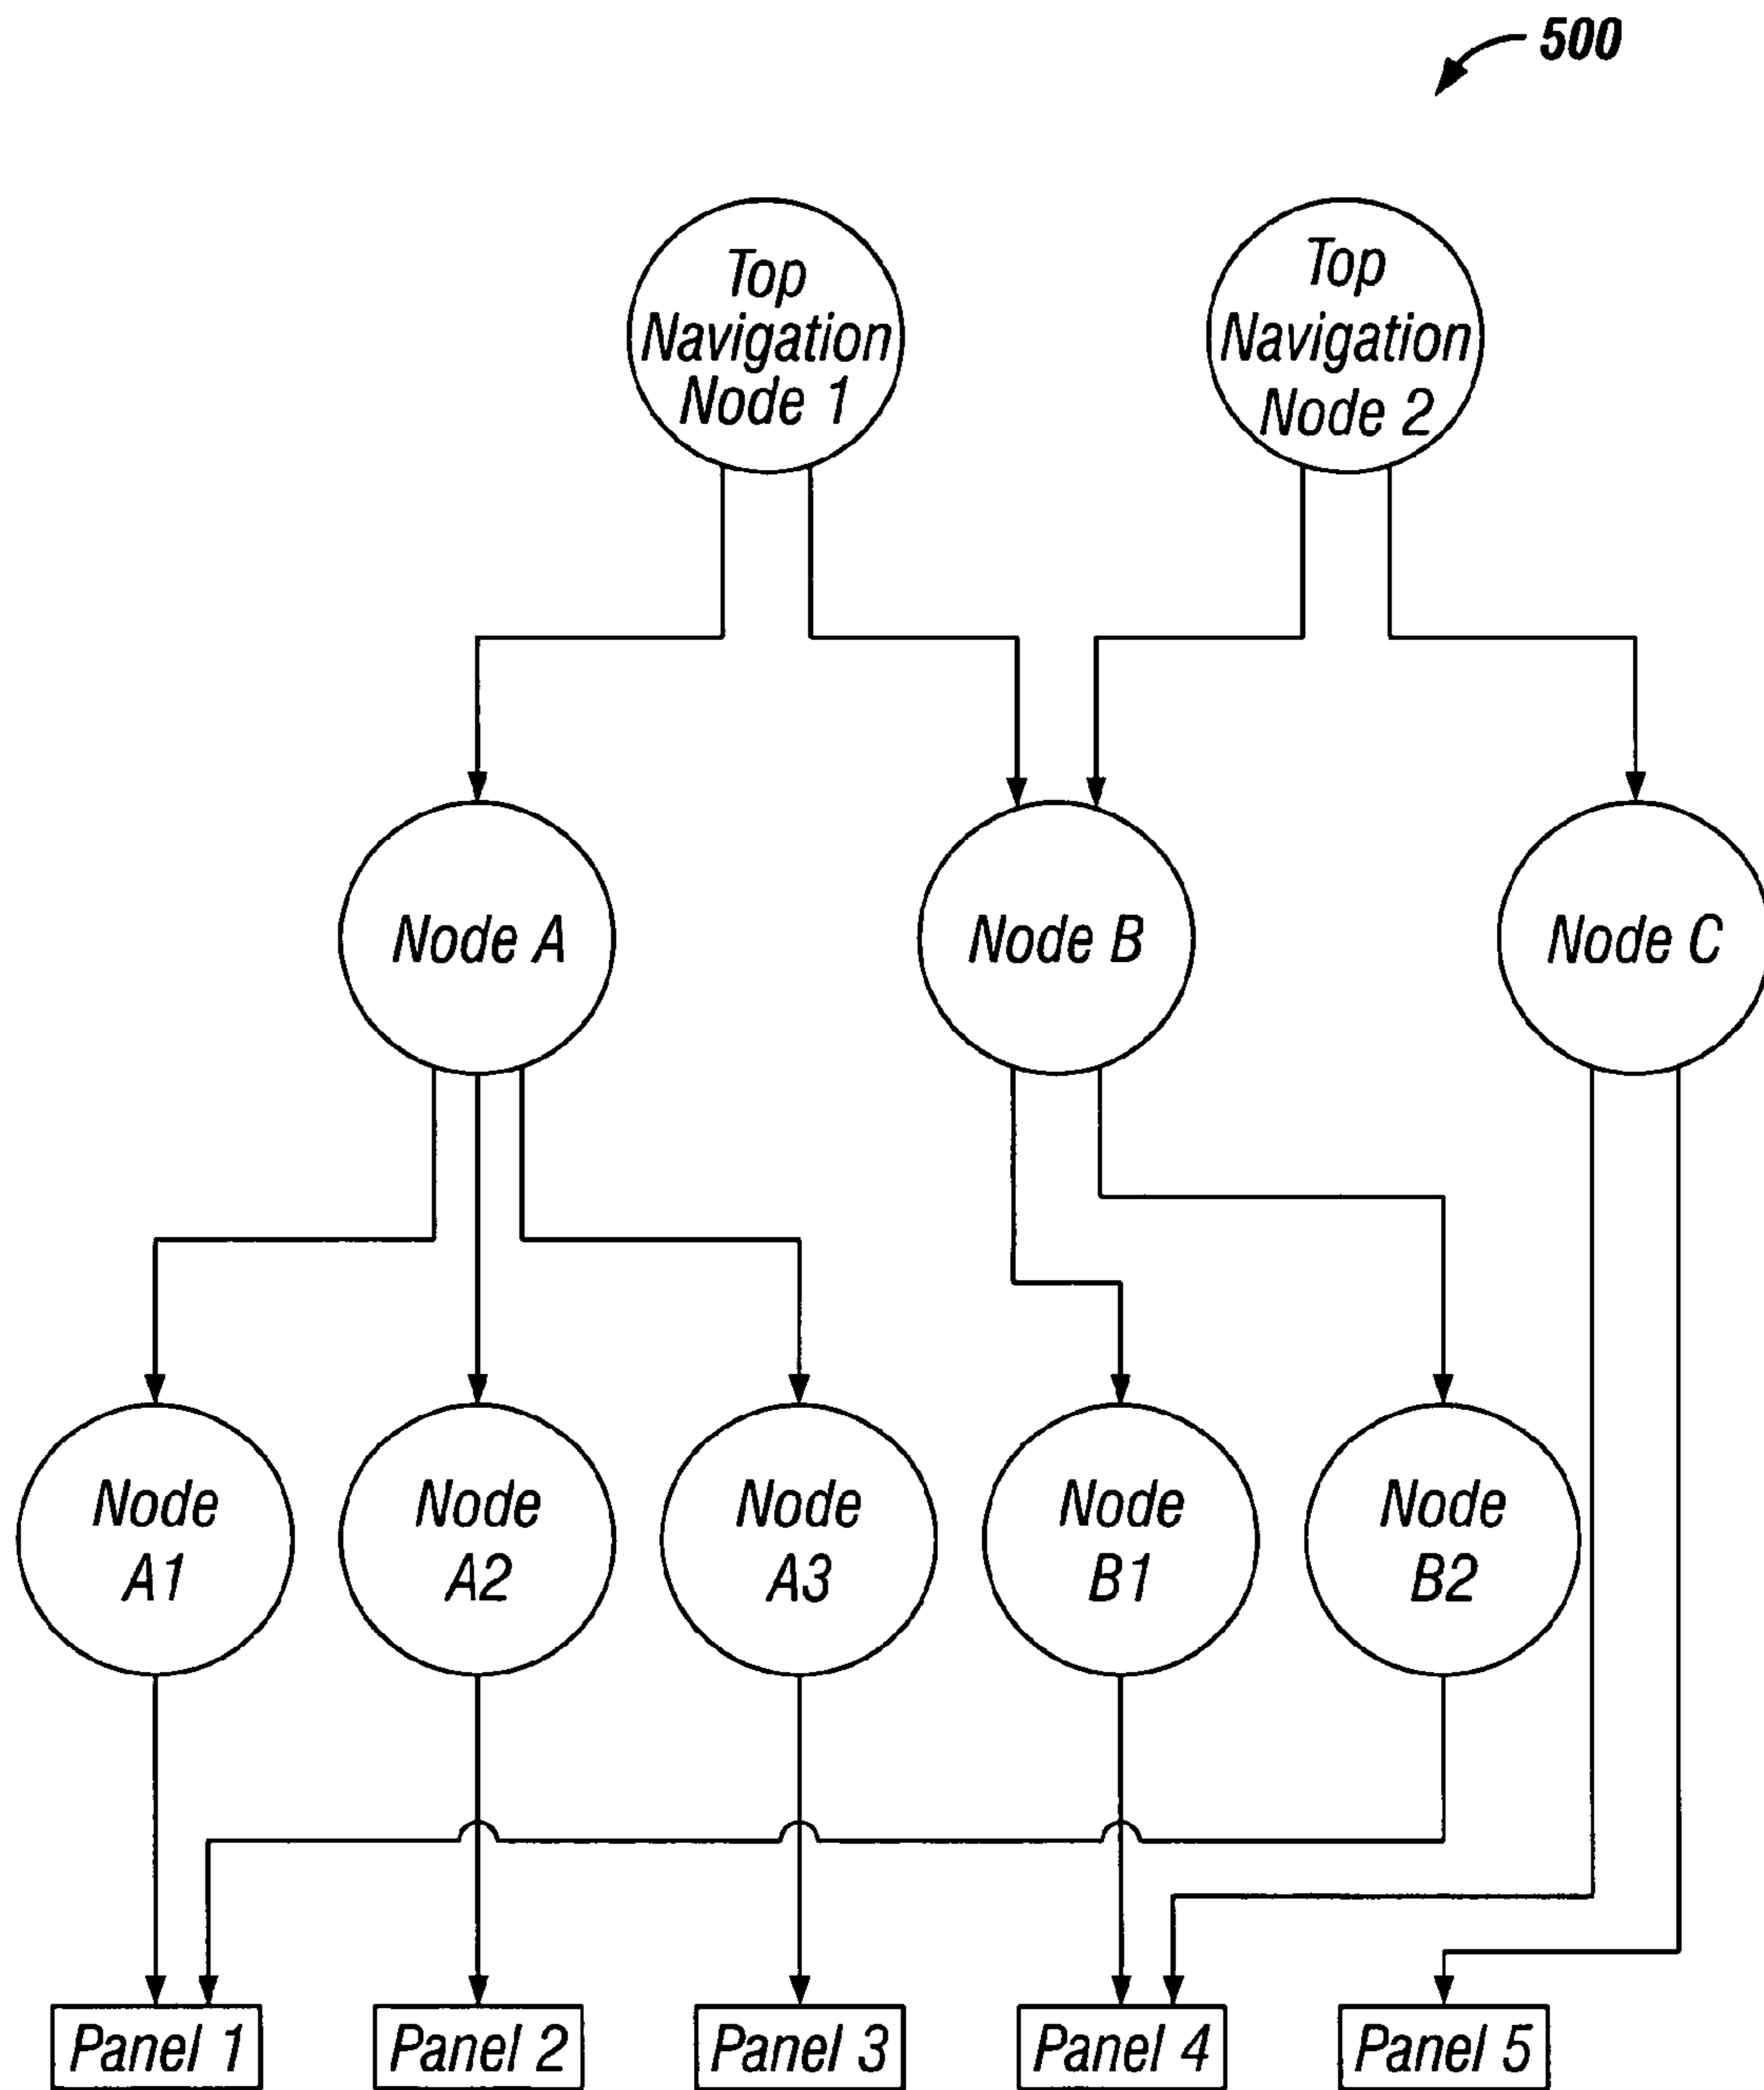 500
Top
Navigation
Node 1
Top
Navigation
Node 2
Node A
Node B
Node C
Node
A1
Node
A2
Node
A3
Node
B1
Node
B2
Panel 1
Panel 2
Panel 3
Panel 4
Panel 5